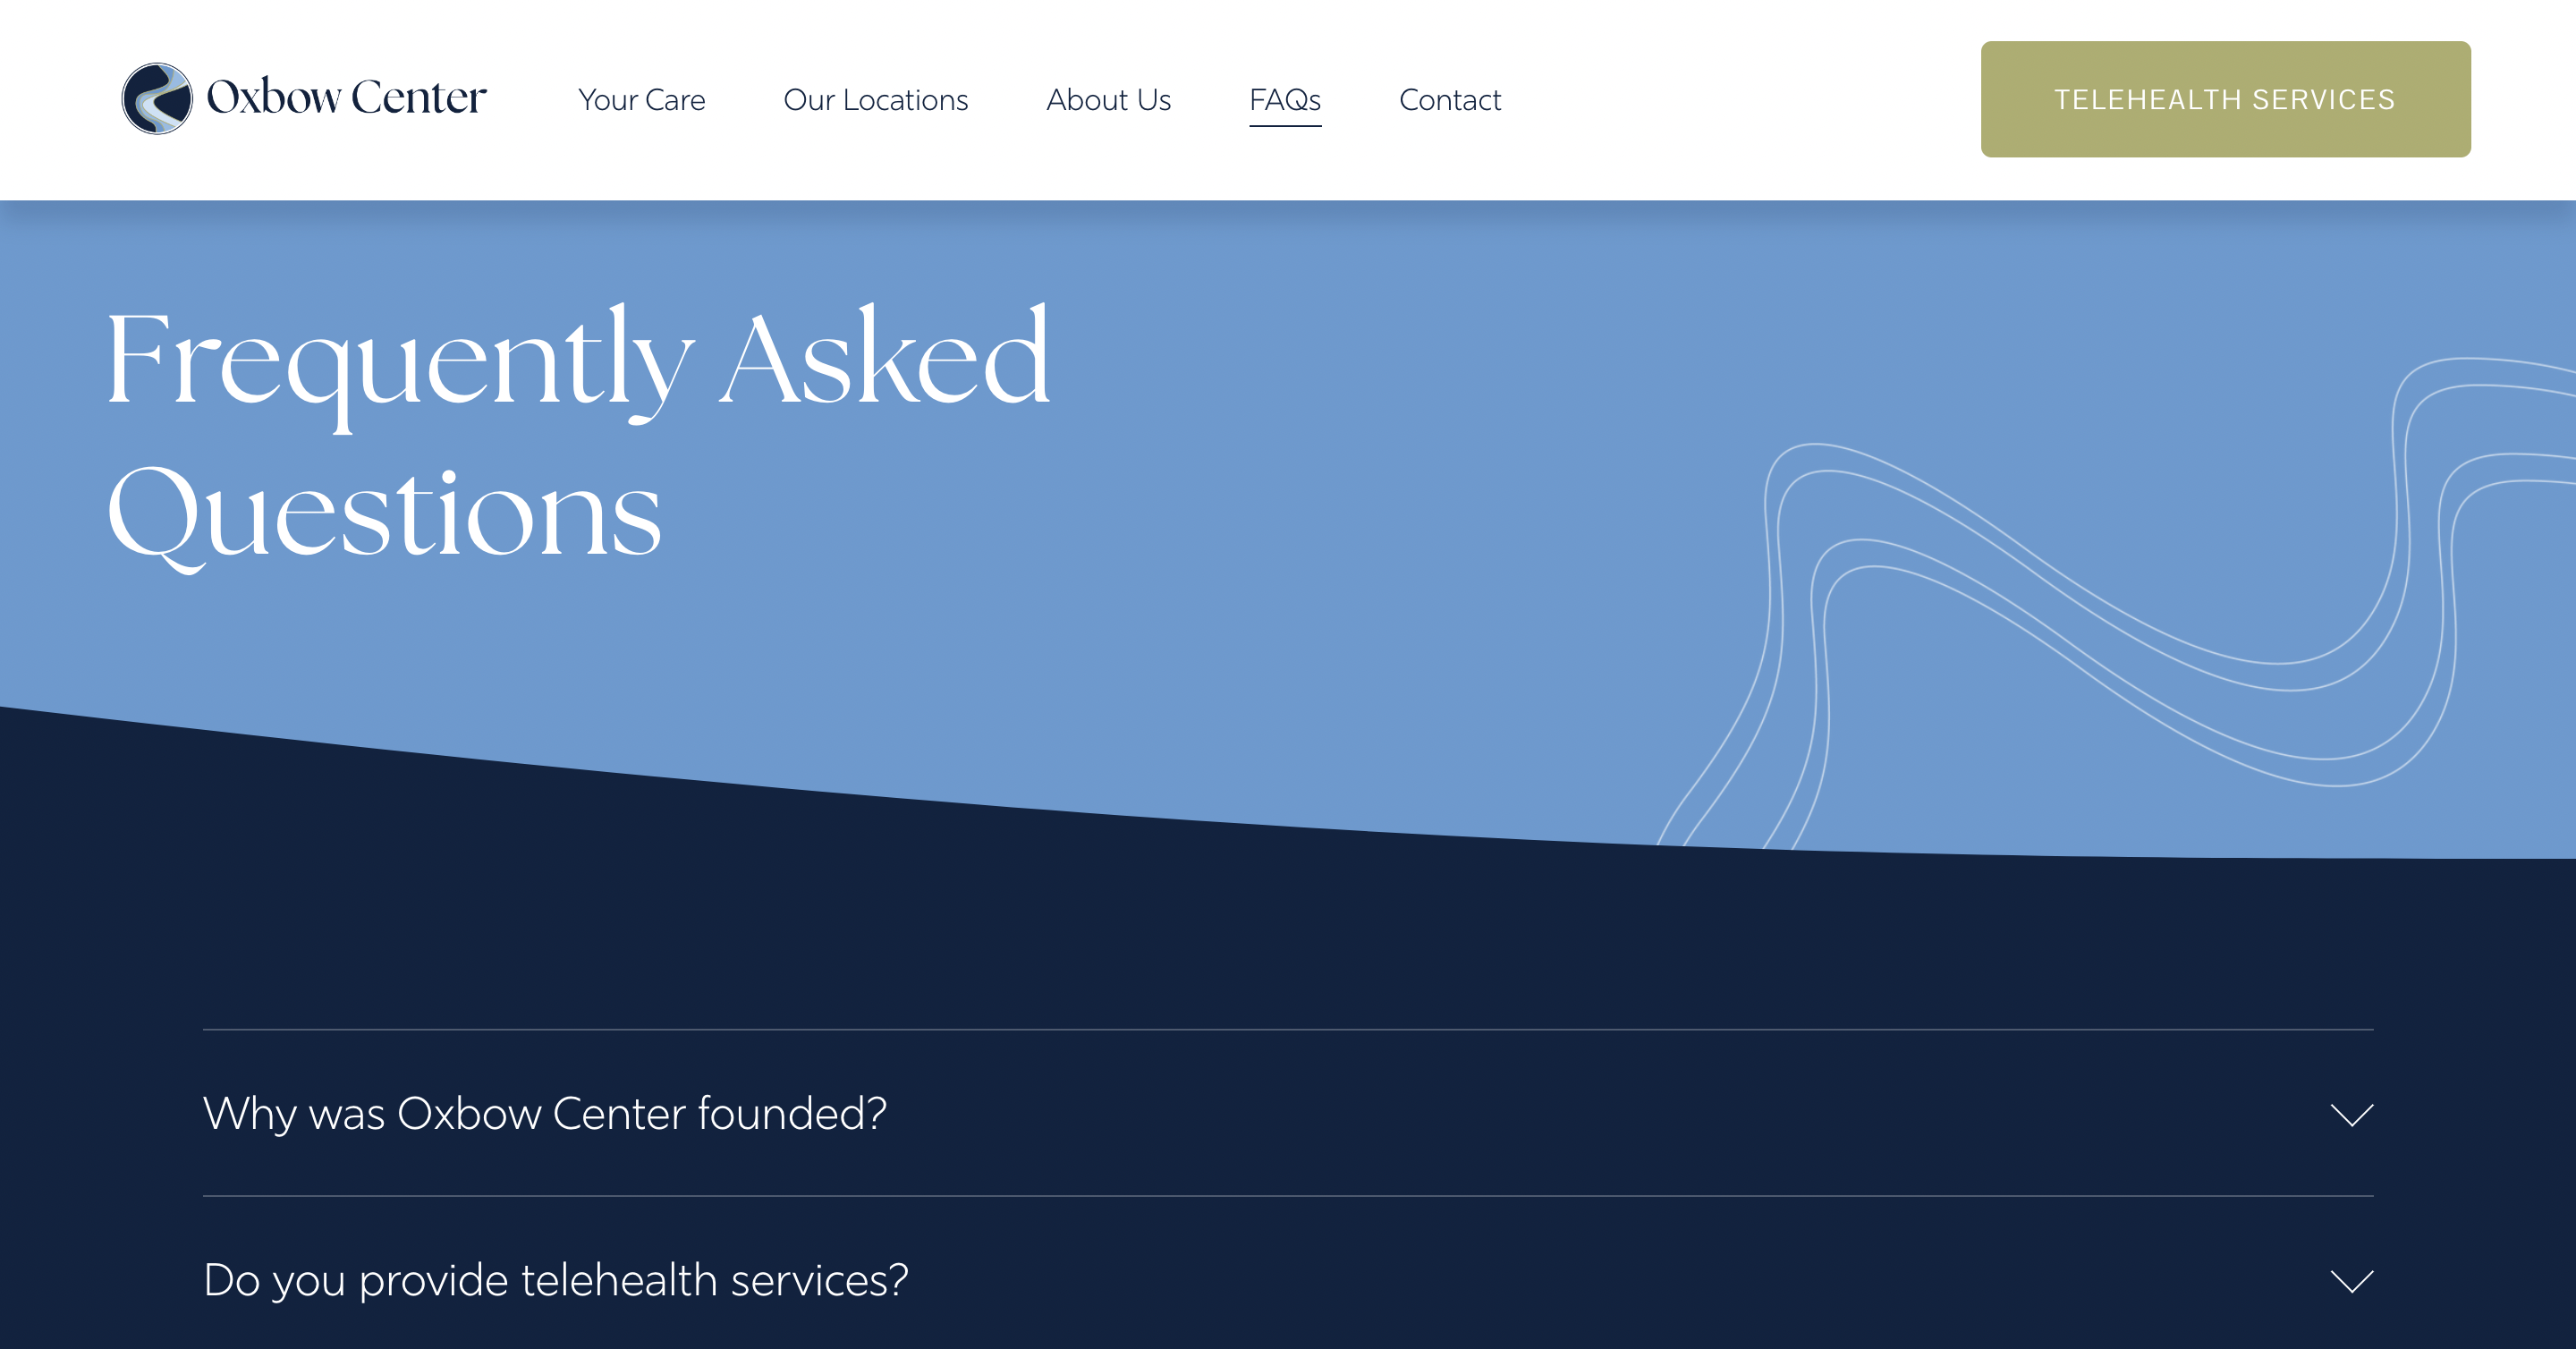 Oxbow Center
Your Care
Our Locations
About Us
FAQs
Contact
TELEHEALTH SERVICES
Frequently Asked
Questions
Why was Oxbow Center founded?
Do you provide telehealth services?